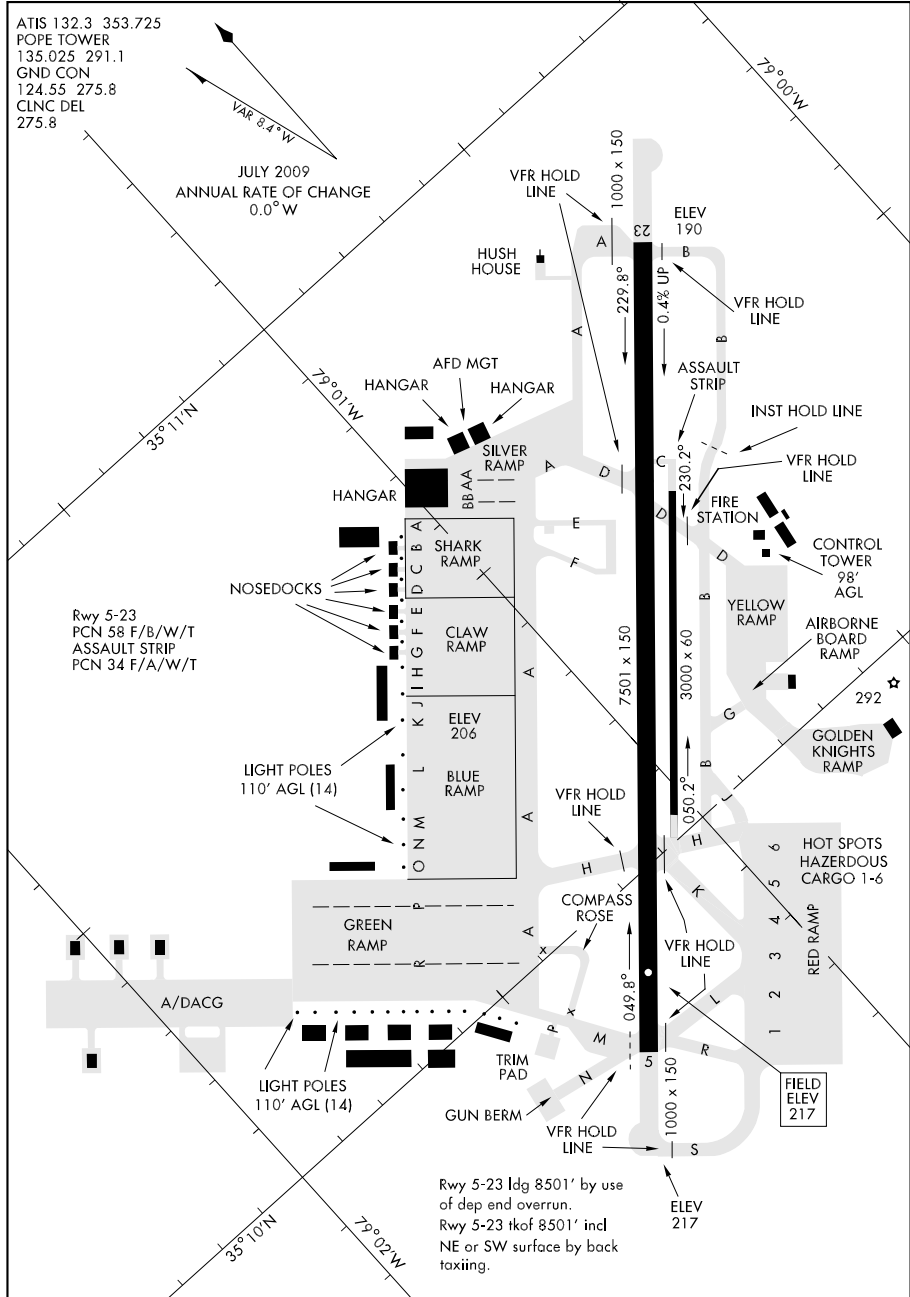 ATIS 132.3 353.725
POPE TOWER
135.025 291.1
GND CON
124.55 275.8
CLNC DEL
275.8
VAR 8.4°W
JULY 2009
ANNUAL RATE OF CHANGE
0.0°W
79°00'W
VFR HOLD
LINE
1000 x 150
ELEV
190
23
A
B
HUSH
HOUSE
229.8°
0.4% UP
VFR HOLD
LINE
A
B
35°11'N
79°01'W
AFD MGT
HANGAR
HANGAR
ASSAULT
STRIP
INST HOLD LINE
SILVER
RAMP
A
D
C
230.2°
VFR HOLD
LINE
HANGAR
BB
AA
E
F
D
FIRE
STATION
D
A
B
C
D
E
F
G
H
I
J
K
L
M
N
O
SHARK
RAMP
CONTROL
TOWER
98'
AGL
NOSEDOCKS
Rwy 5-23
PCN 58 F/B/W/T
ASSAULT STRIP
PCN 34 F/A/W/T
CLAW
RAMP
B
YELLOW
RAMP
AIRBORNE
BOARD
RAMP
A
7501 x 150
3000 x 60
292
G
GOLDEN
KNIGHTS
RAMP
ELEV
206
LIGHT POLES
110' AGL (14)
BLUE
RAMP
VFR HOLD
LINE
050.2°
B
J
A
H
H
6
5
4
3
2
1
HOT SPOTS
HAZERDOUS
CARGO 1-6
COMPASS
ROSE
K
P
R
GREEN
RAMP
A
x
VFR HOLD
LINE
RED RAMP
049.8°
A/DACG
L
x
P
M
N
R
5
TRIM
PAD
LIGHT POLES
110' AGL (14)
GUN BERM
VFR HOLD
LINE
1000 x 150
S
FIELD
ELEV
217
ELEV
217
35°10'N
79°02'W
Rwy 5-23 ldg 8501' by use
of dep end overrun.
Rwy 5-23 tkof 8501' incl
NE or SW surface by back
taxiing.